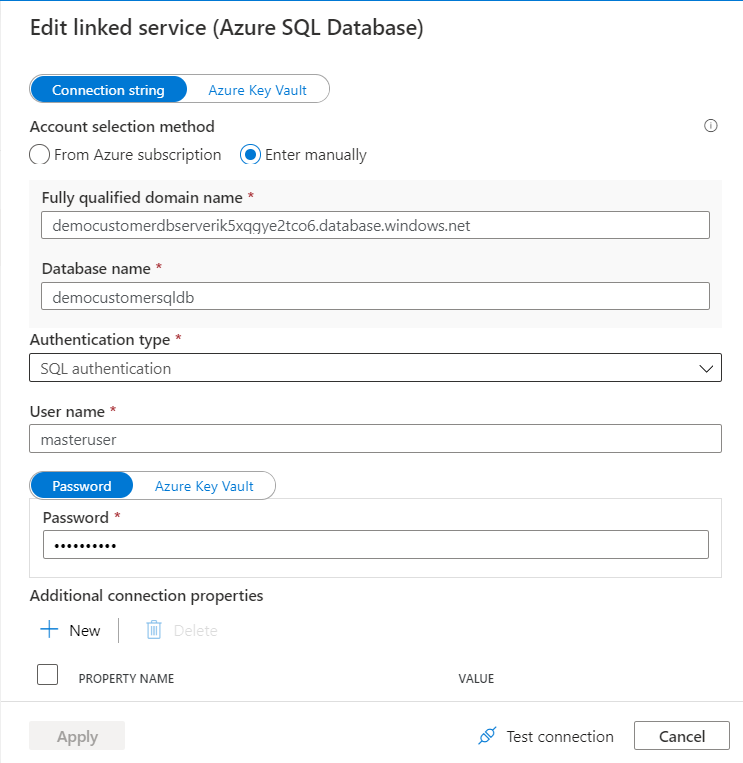 Edit linked service (Azure SQL Database)
Connection string Azure Key Vault
Account selection method
From Azure subscription Enter manually
Fully qualified domain name *
democustomerdbserverik5xqgye2tco6.database.windows.net
Database name *
democustomersqldb
Authentication type *
SQL authentication
User name *
masteruser
Password Azure Key Vault
Password *
••••••••••
Additional connection properties
New Delete
PROPERTY NAME VALUE
Apply Test connection Cancel